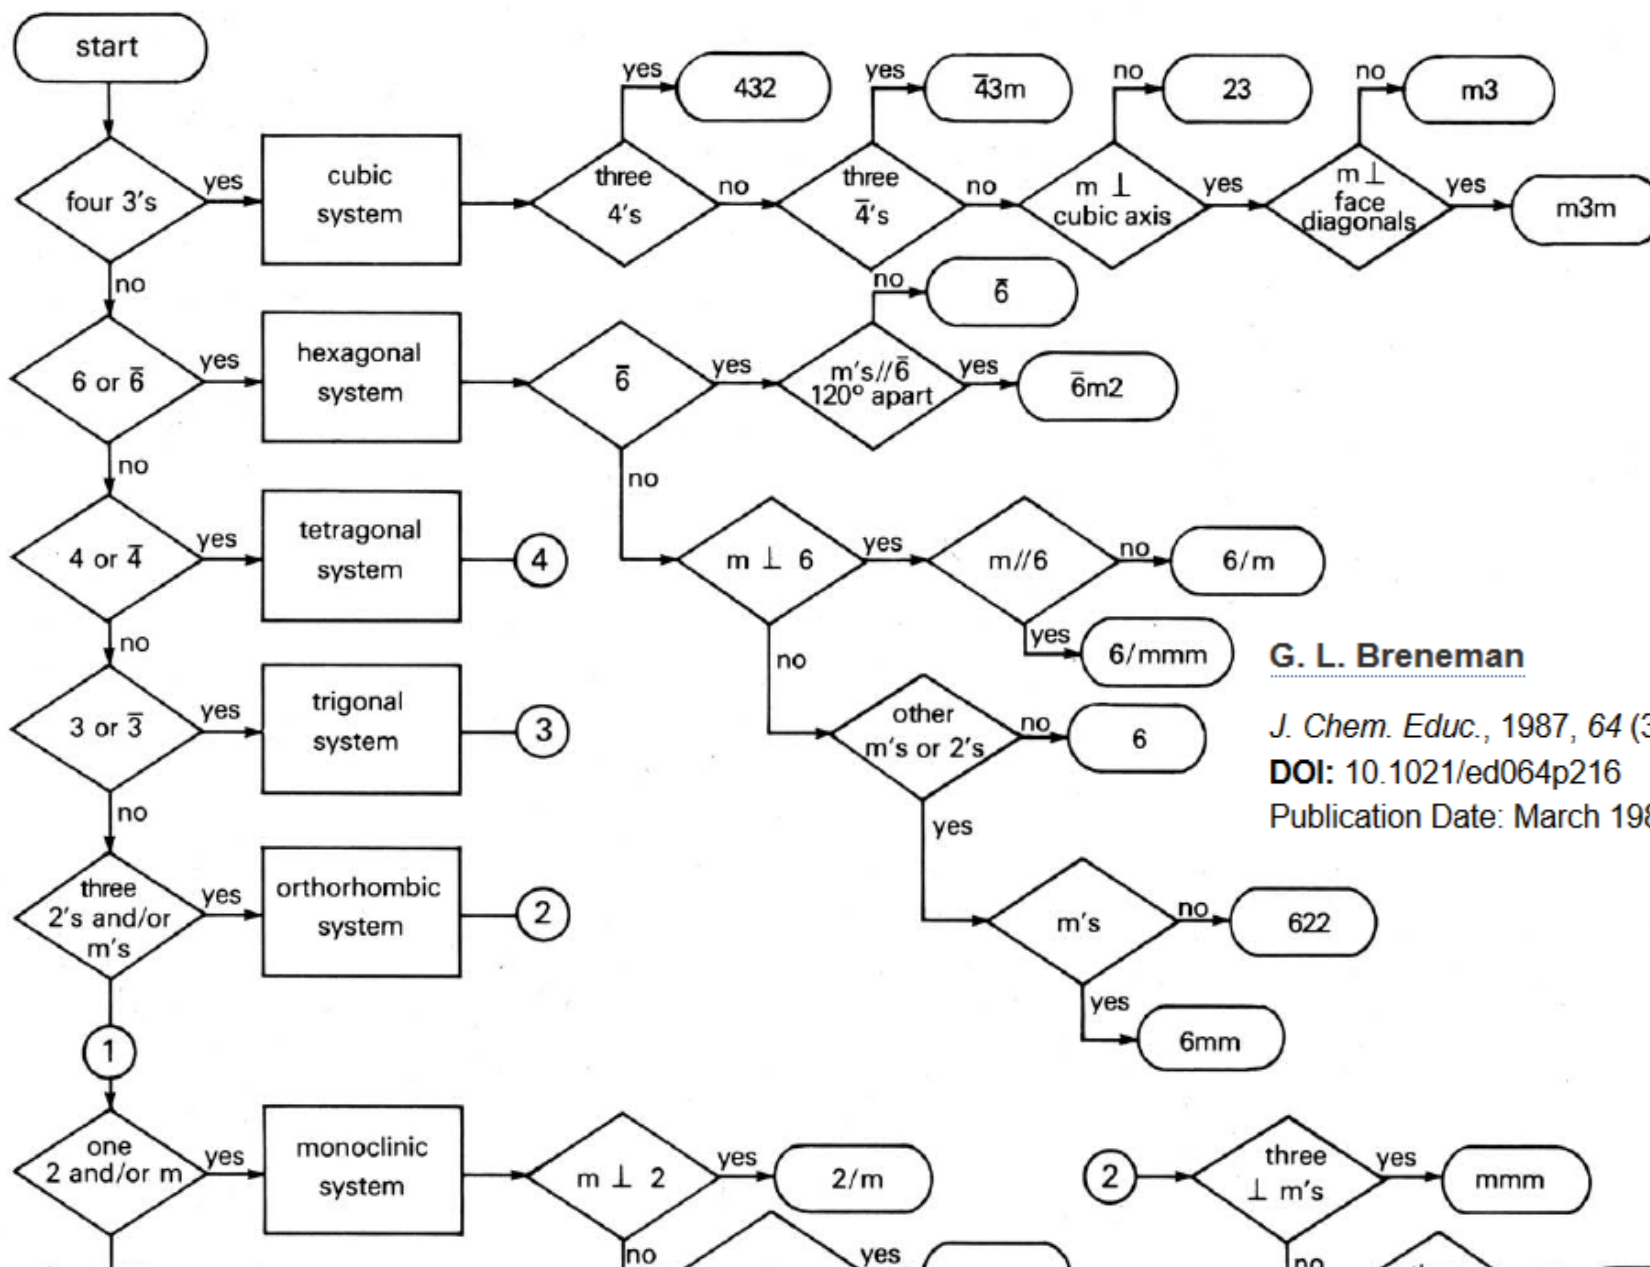 start
four 3's
yes
cubic
system
three
4's
yes
432
no
three
4̅'s
yes
4̅3m
no
m ⊥
cubic axis
no
23
yes
m ⊥
face
diagonals
no
m3
yes
m3m
no
6 or 6̅
yes
hexagonal
system
6̅
yes
m's//6̅
120° apart
no
6̅
yes
6̅m2
no
m ⊥ 6
yes
m//6
no
6/m
yes
6/mmm
no
other
m's or 2's
no
6
yes
m's
no
622
yes
6mm
no
4 or 4̅
yes
tetragonal
system
4
no
3 or 3̅
yes
trigonal
system
3
no
three
2's and/or
m's
yes
orthorhombic
system
2
1
one
2 and/or m
yes
monoclinic
system
m ⊥ 2
yes
2/m
no
yes
2
three
⊥ m's
yes
mmm
no
G. L. Breneman
J. Chem. Educ., 1987, 64 (3
DOI: 10.1021/ed064p216
Publication Date: March 198